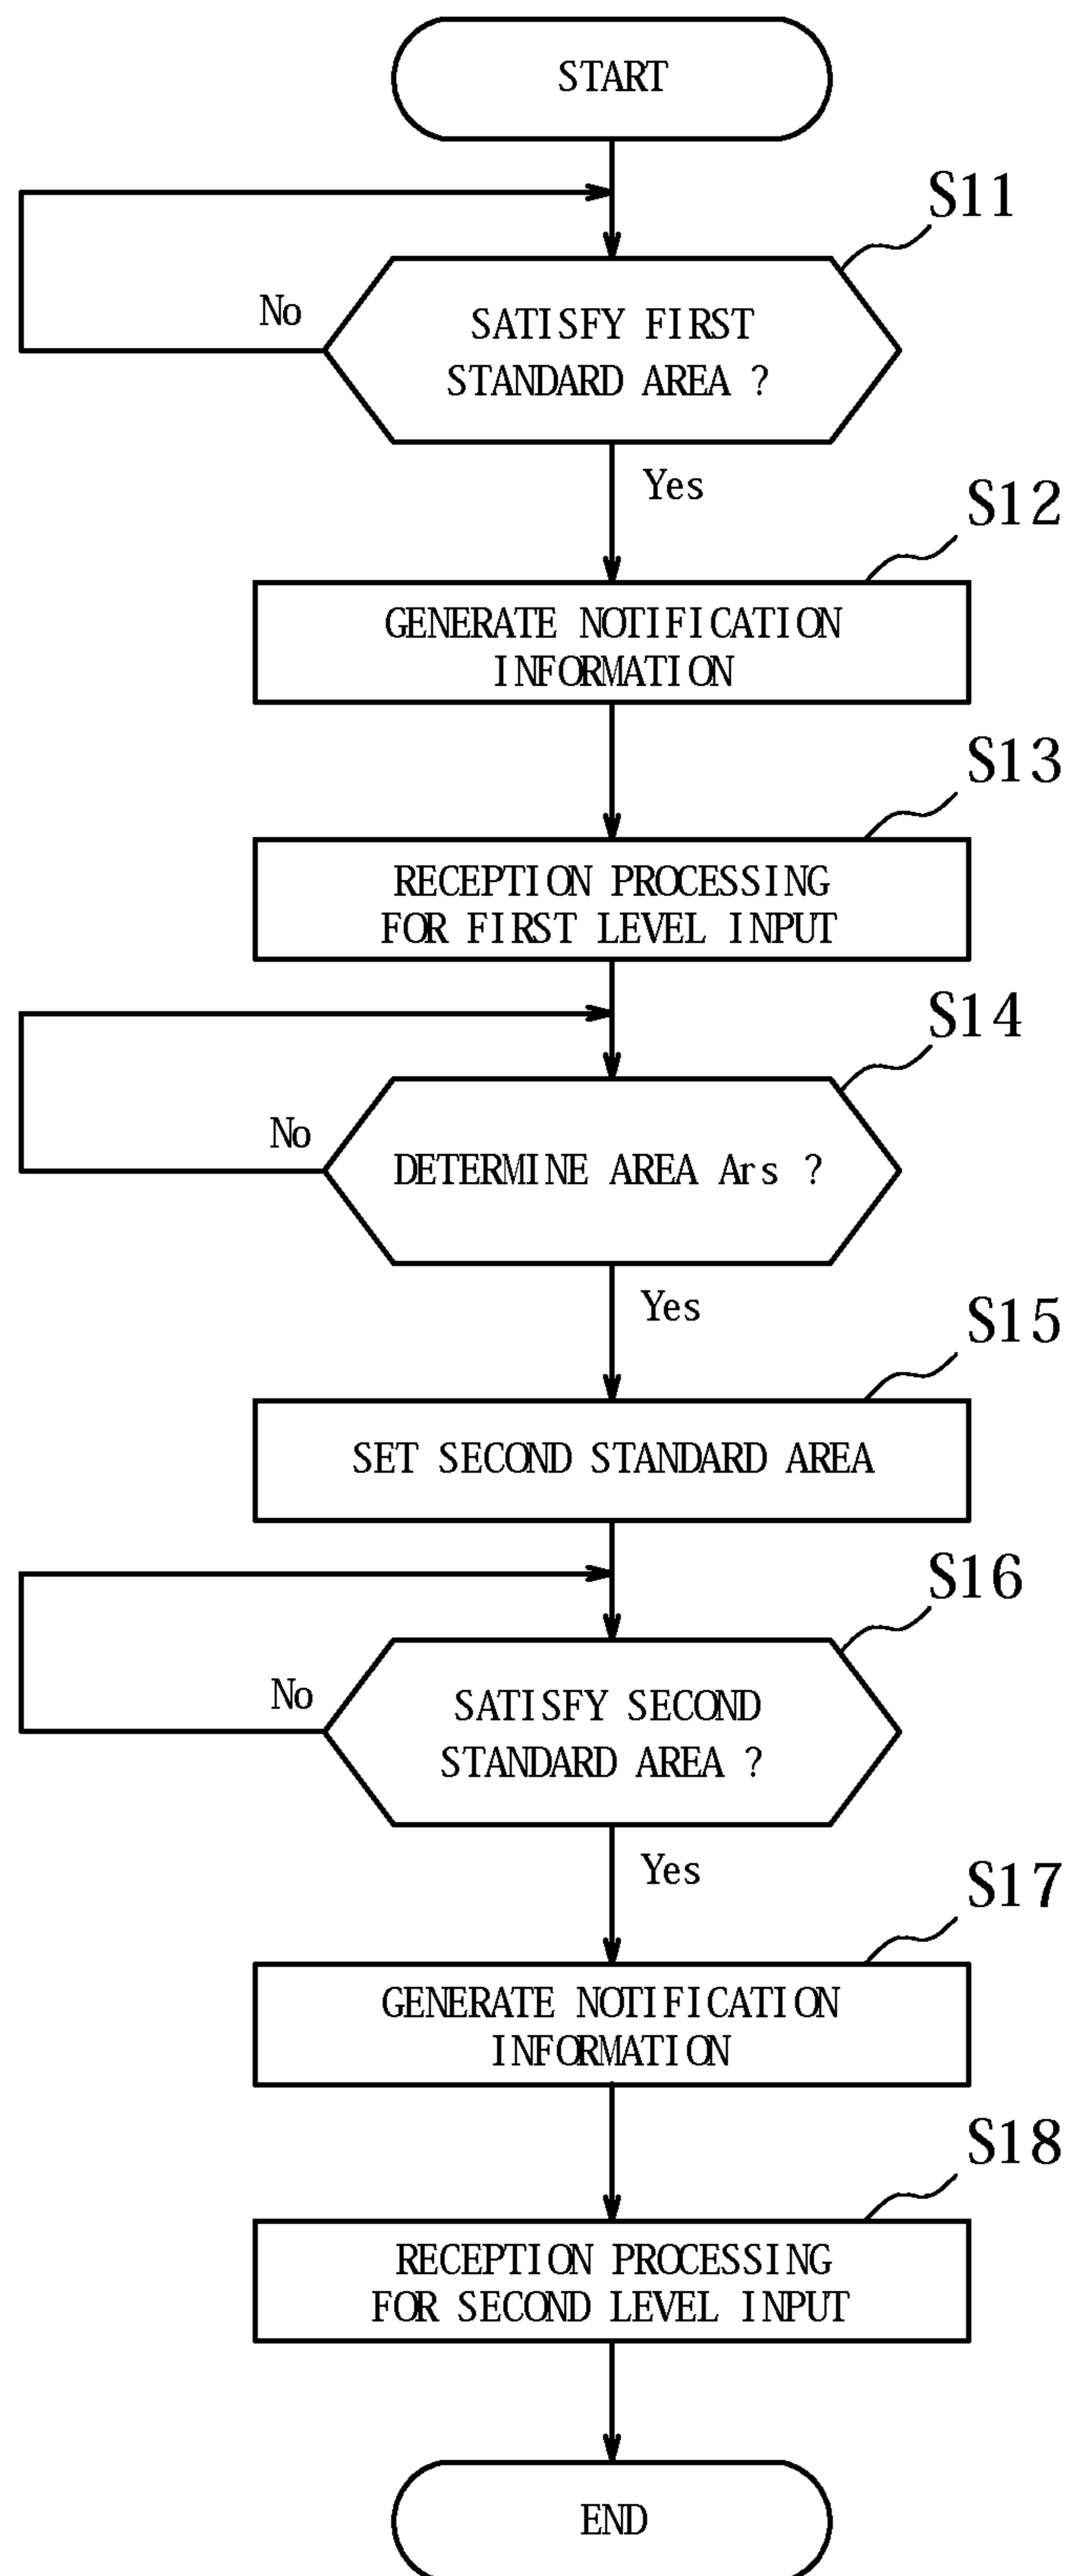 START
S11
No
SATISFY FIRST
STANDARD AREA ?
Yes
S12
GENERATE NOTIFICATION
INFORMATION
S13
RECEPTION PROCESSING
FOR FIRST LEVEL INPUT
S14
No
DETERMINE AREA Ars ?
Yes
S15
SET SECOND STANDARD AREA
S16
No
SATISFY SECOND
STANDARD AREA ?
Yes
S17
GENERATE NOTIFICATION
INFORMATION
S18
RECEPTION PROCESSING
FOR SECOND LEVEL INPUT
END